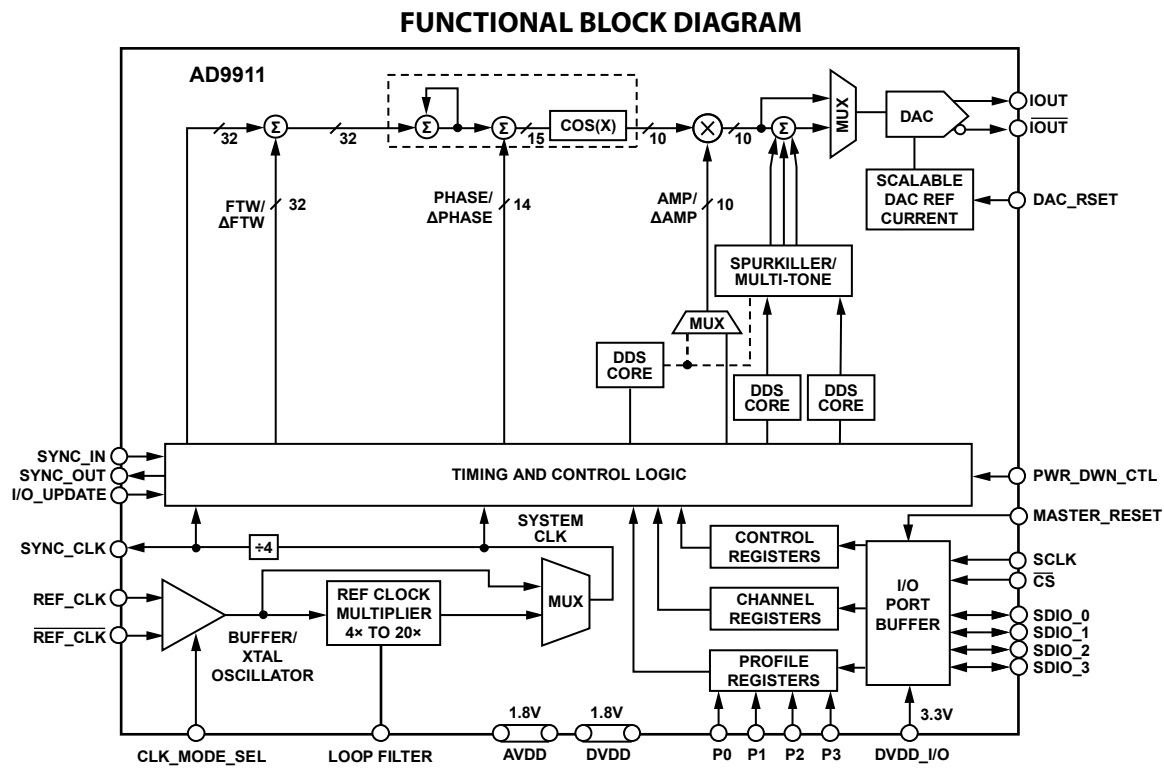 FUNCTIONAL BLOCK DIAGRAM
AD9911
32
Σ
32
Σ
Σ
15
COS(X)
10
10
Σ
MUX
DAC
IOUT
IOUT
FTW/
ΔFTW
32
PHASE/
ΔPHASE
14
AMP/
ΔAMP
10
SCALABLE
DAC REF
CURRENT
DAC_RSET
SPURKILLER/
MULTI-TONE
MUX
DDS
CORE
DDS
CORE
DDS
CORE
SYNC_IN
SYNC_OUT
I/O_UPDATE
TIMING AND CONTROL LOGIC
PWR_DWN_CTL
MASTER_RESET
SYNC_CLK
÷4
SYSTEM
CLK
REF_CLK
REF_CLK
BUFFER/
XTAL
OSCILLATOR
REF CLOCK
MULTIPLIER
4× TO 20×
MUX
CONTROL
REGISTERS
CHANNEL
REGISTERS
PROFILE
REGISTERS
I/O
PORT
BUFFER
SCLK
CS
SDIO_0
SDIO_1
SDIO_2
SDIO_3
1.8V
1.8V
3.3V
CLK_MODE_SEL
LOOP FILTER
AVDD
DVDD
P0
P1
P2
P3
DVDD_I/O